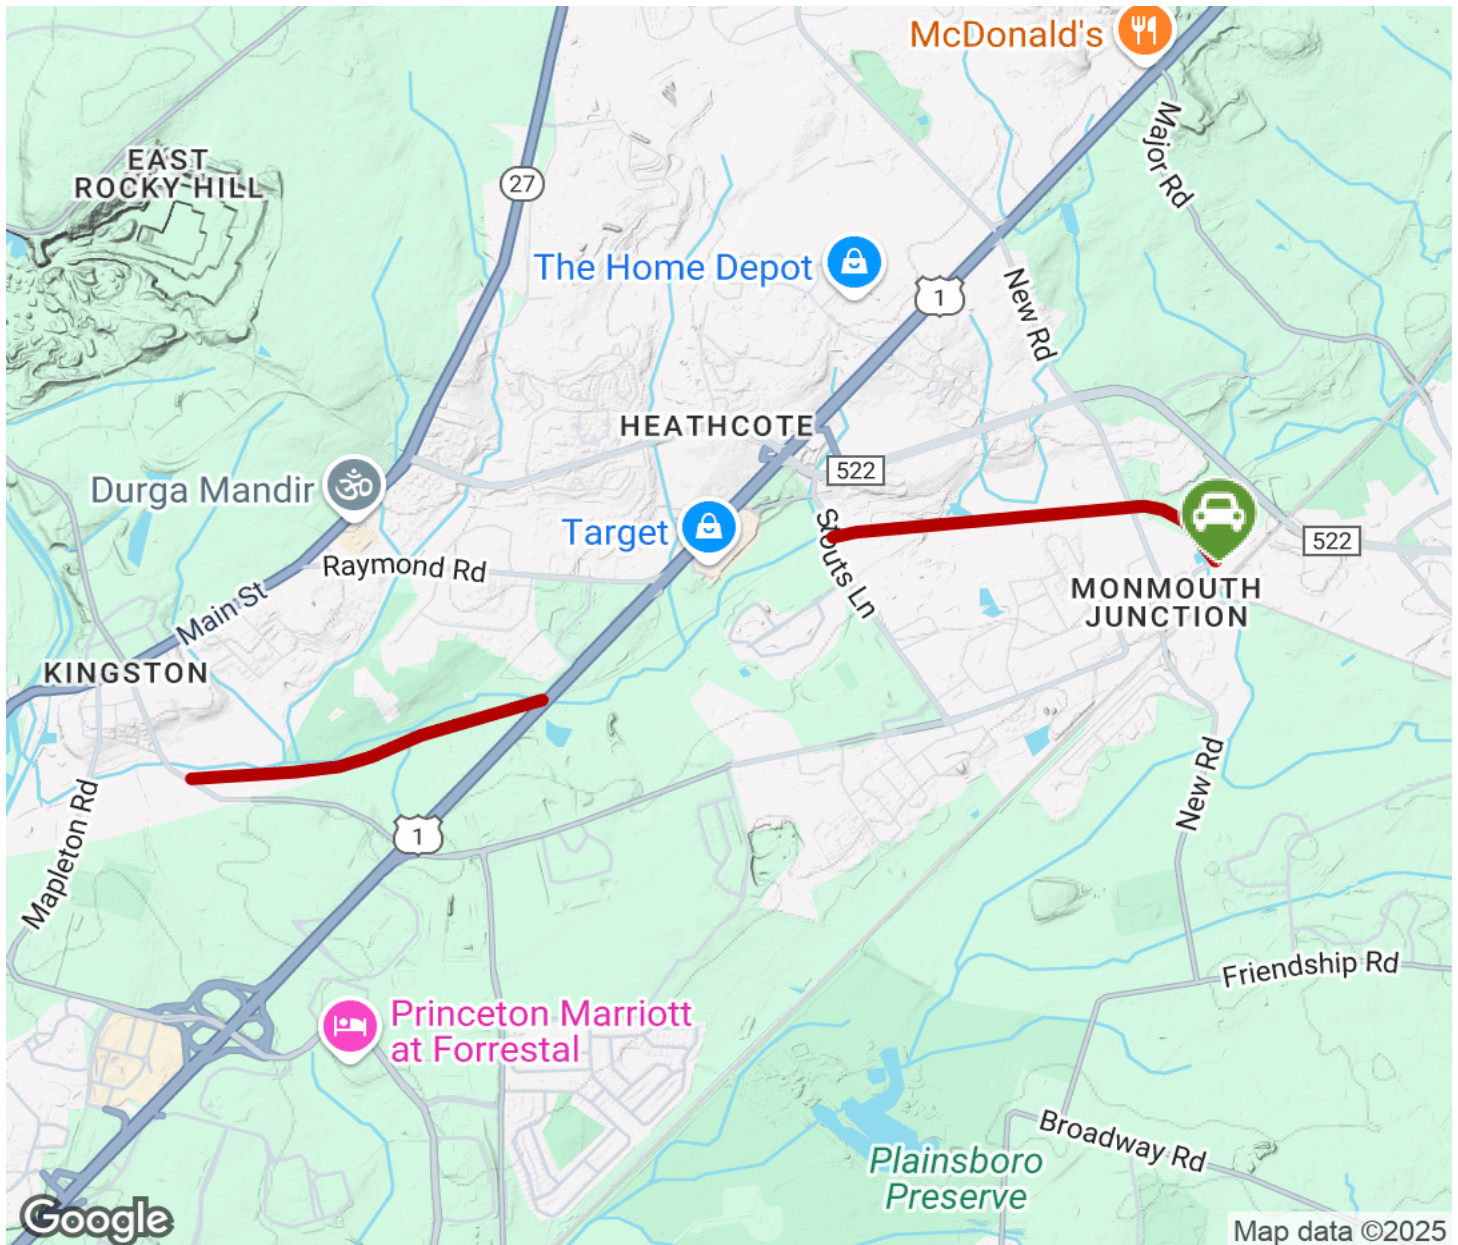 McDonald's
Major Rd
EAST
ROCKY HILL
27
The Home Depot
1
New Rd
HEATHCOTE
522
Durga Mandir
Target
Stouts Ln
522
Raymond Rd
MONMOUTH
JUNCTION
Main St
KINGSTON
New Rd
Mapleton Rd
1
Friendship Rd
Princeton Marriott
at Forrestal
Broadway Rd
Plainsboro
Preserve
Google
Map data ©2025